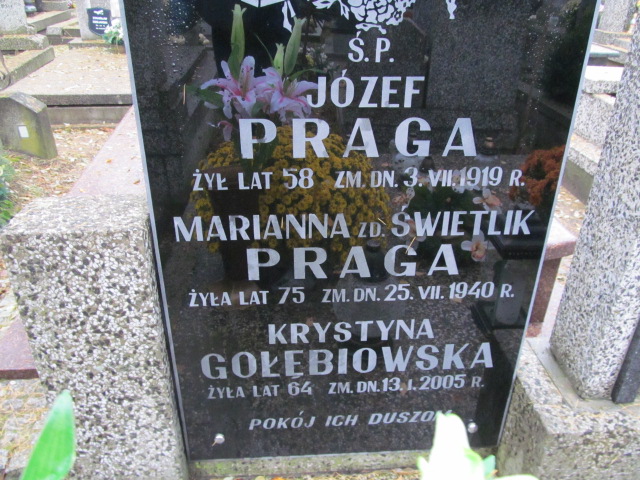 Ś.P.
JÓZEF
PRAGA
ŻYŁ LAT 58 ZM. DN. 3. VII. 1919 R.
MARIANNA ZD. ŚWIETLIK
PRAGA
ŻYŁA LAT 75 ZM. DN. 25. VII. 1940 R.
KRYSTYNA
GOŁĘBIOWSKA
ŻYŁA LAT 64 ZM. DN. 13. I. 2005 R.
POKÓJ ICH DUSZOM